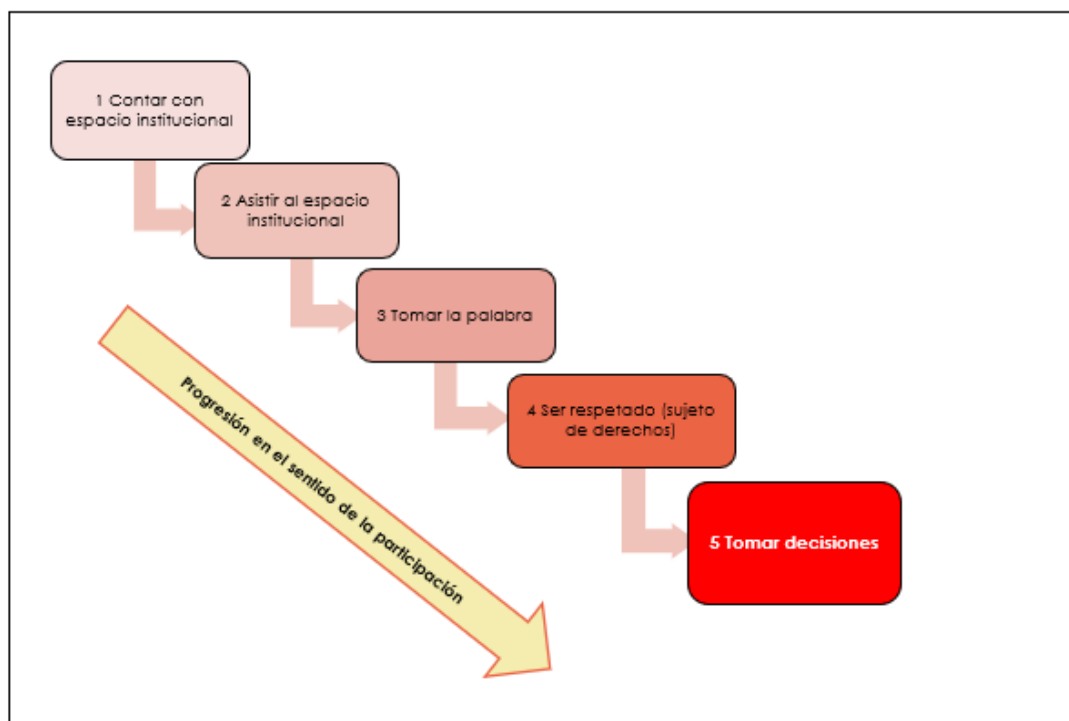 1 Contar con
espacio institucional
2 Asistir al espacio
institucional
3 Tomar la palabra
4 Ser respetado (sujeto
de derechos)
5 Tomar decisiones
Progresión en el sentido de la participación